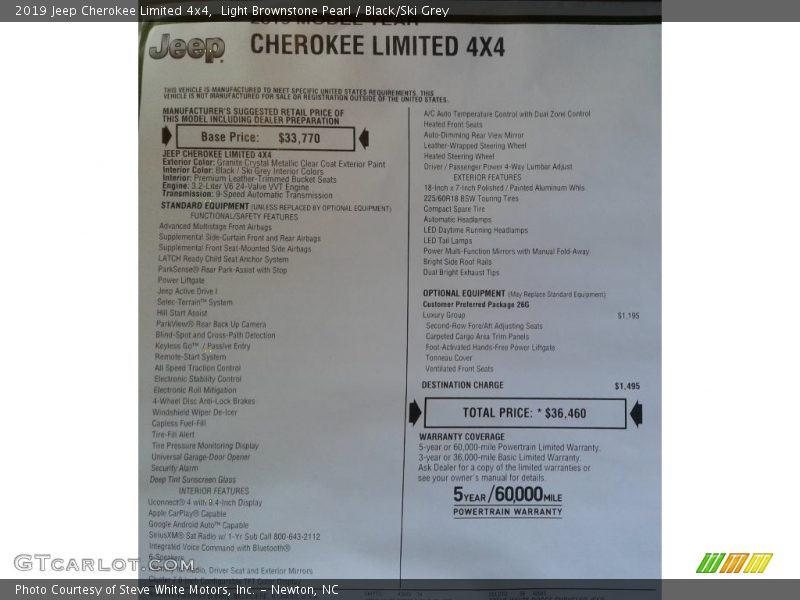 2019 Jeep Cherokee Limited 4x4, Light Brownstone Pearl / Black/Ski Grey
2019 MODEL YEAR
Jeep
CHEROKEE LIMITED 4X4
THIS VEHICLE IS MANUFACTURED TO MEET SPECIFIC UNITED STATES REQUIREMENTS. THIS
VEHICLE IS NOT MANUFACTURED FOR SALE OR REGISTRATION OUTSIDE OF THE UNITED STATES.
MANUFACTURER'S SUGGESTED RETAIL PRICE OF
THIS MODEL INCLUDING DEALER PREPARATION
Base Price: $33,770
JEEP CHEROKEE LIMITED 4X4
Exterior Color: Granite Crystal Metallic Clear Coat Exterior Paint
Interior Color: Black / Ski Grey Interior Colors
Interior: Premium Leather-Trimmed Bucket Seats
Engine: 3.2-Liter V6 24-Valve VVT Engine
Transmission: 9-Speed Automatic Transmission
STANDARD EQUIPMENT (UNLESS REPLACED BY OPTIONAL EQUIPMENT)
FUNCTIONAL/SAFETY FEATURES
Advanced Multistage Front Airbags
Supplemental Side-Curtain Front and Rear Airbags
Supplemental Front Seat-Mounted Side Airbags
LATCH Ready Child Seat Anchor System
ParkSense® Rear Park-Assist with Stop
Power Liftgate
Jeep Active Drive I
Selec-Terrain™ System
Hill Start Assist
ParkView® Rear Back Up Camera
Blind-Spot and Cross-Path Detection
Keyless Go™ / Passive Entry
Remote-Start System
All Speed Traction Control
Electronic Stability Control
Electronic Roll Mitigation
4-Wheel Disc Anti-Lock Brakes
Windshield Wiper De-Icer
Capless Fuel-Fill
Tire-Fill Alert
Tire Pressure Monitoring Display
Universal Garage-Door Opener
Security Alarm
Deep Tint Sunscreen Glass
INTERIOR FEATURES
Uconnect® 4 with 8.4-Inch Display
Apple CarPlay® Capable
Google Android Auto™ Capable
SiriusXM® Sat Radio w/ 1-Yr Sub Call 800-643-2112
Integrated Voice Command with Bluetooth®
6-Speakers
Radio, Driver Seat and Exterior Mirrors
A/C Auto Temperature Control with Dual Zone Control
Heated Front Seats
Auto-Dimming Rear View Mirror
Leather-Wrapped Steering Wheel
Heated Steering Wheel
Driver / Passenger Power 4-Way Lumbar Adjust
EXTERIOR FEATURES
18-Inch x 7-Inch Polished / Painted Aluminum Whls
225/60R18 BSW Touring Tires
Compact Spare Tire
Automatic Headlamps
LED Daytime Running Headlamps
LED Tail Lamps
Power Multi-Function Mirrors with Manual Fold-Away
Bright Side Roof Rails
Dual Bright Exhaust Tips
OPTIONAL EQUIPMENT (May Replace Standard Equipment)
Customer Preferred Package 26G
Luxury Group $1,195
Second-Row Fore/Aft Adjusting Seats
Carpeted Cargo Area Trim Panels
Foot-Activated Hands-Free Power Liftgate
Tonneau Cover
Ventilated Front Seats
DESTINATION CHARGE $1,495
TOTAL PRICE: * $36,460
WARRANTY COVERAGE
5-year or 60,000-mile Powertrain Limited Warranty.
3-year or 36,000-mile Basic Limited Warranty.
Ask Dealer for a copy of the limited warranties or
see your owner's manual for details.
5YEAR/60,000MILE
POWERTRAIN WARRANTY
GTCarLot.com
Photo Courtesy of Steve White Motors, Inc. – Newton, NC